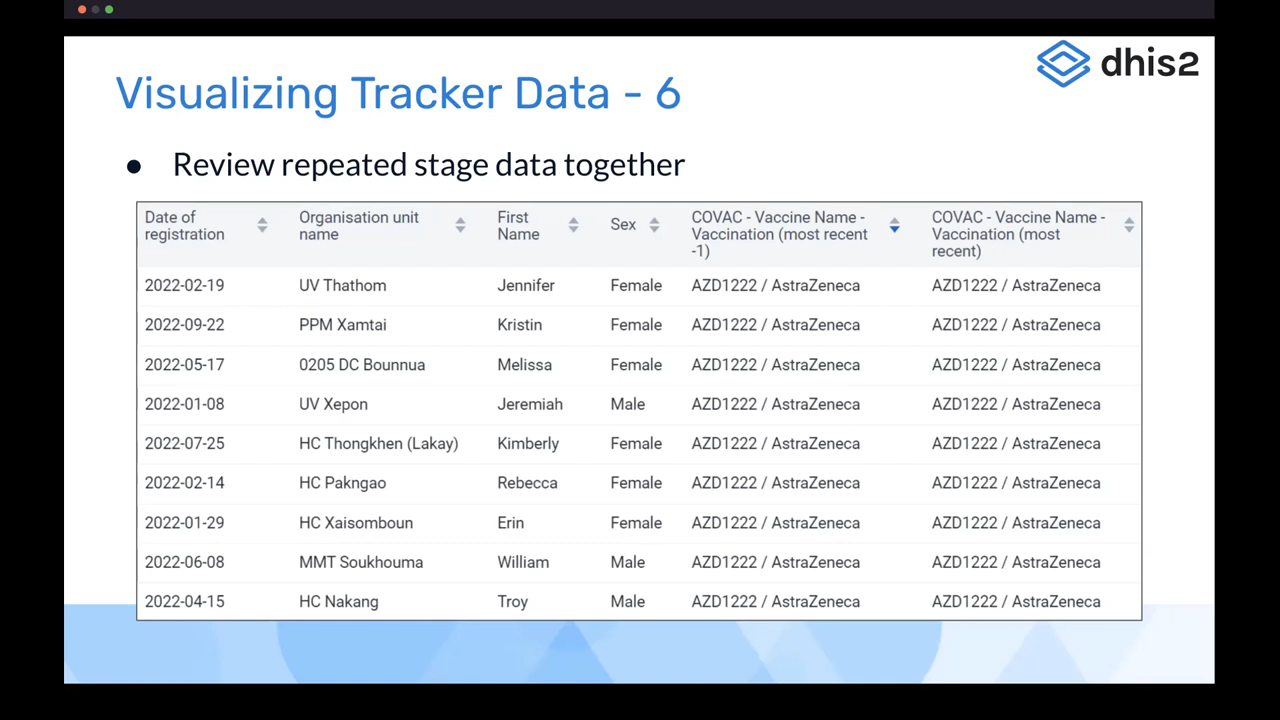 dhis2
Visualizing Tracker Data - 6
● Review repeated stage data together
Date of registration Organisation unit name First Name Sex COVAC - Vaccine Name - Vaccination (most recent -1) COVAC - Vaccine Name - Vaccination (most recent)
2022-02-19 UV Thathom Jennifer Female AZD1222 / AstraZeneca AZD1222 / AstraZeneca
2022-09-22 PPM Xamtai Kristin Female AZD1222 / AstraZeneca AZD1222 / AstraZeneca
2022-05-17 0205 DC Bounnua Melissa Female AZD1222 / AstraZeneca AZD1222 / AstraZeneca
2022-01-08 UV Xepon Jeremiah Male AZD1222 / AstraZeneca AZD1222 / AstraZeneca
2022-07-25 HC Thongkhen (Lakay) Kimberly Female AZD1222 / AstraZeneca AZD1222 / AstraZeneca
2022-02-14 HC Pakngao Rebecca Female AZD1222 / AstraZeneca AZD1222 / AstraZeneca
2022-01-29 HC Xaisomboun Erin Female AZD1222 / AstraZeneca AZD1222 / AstraZeneca
2022-06-08 MMT Soukhouma William Male AZD1222 / AstraZeneca AZD1222 / AstraZeneca
2022-04-15 HC Nakang Troy Male AZD1222 / AstraZeneca AZD1222 / AstraZeneca